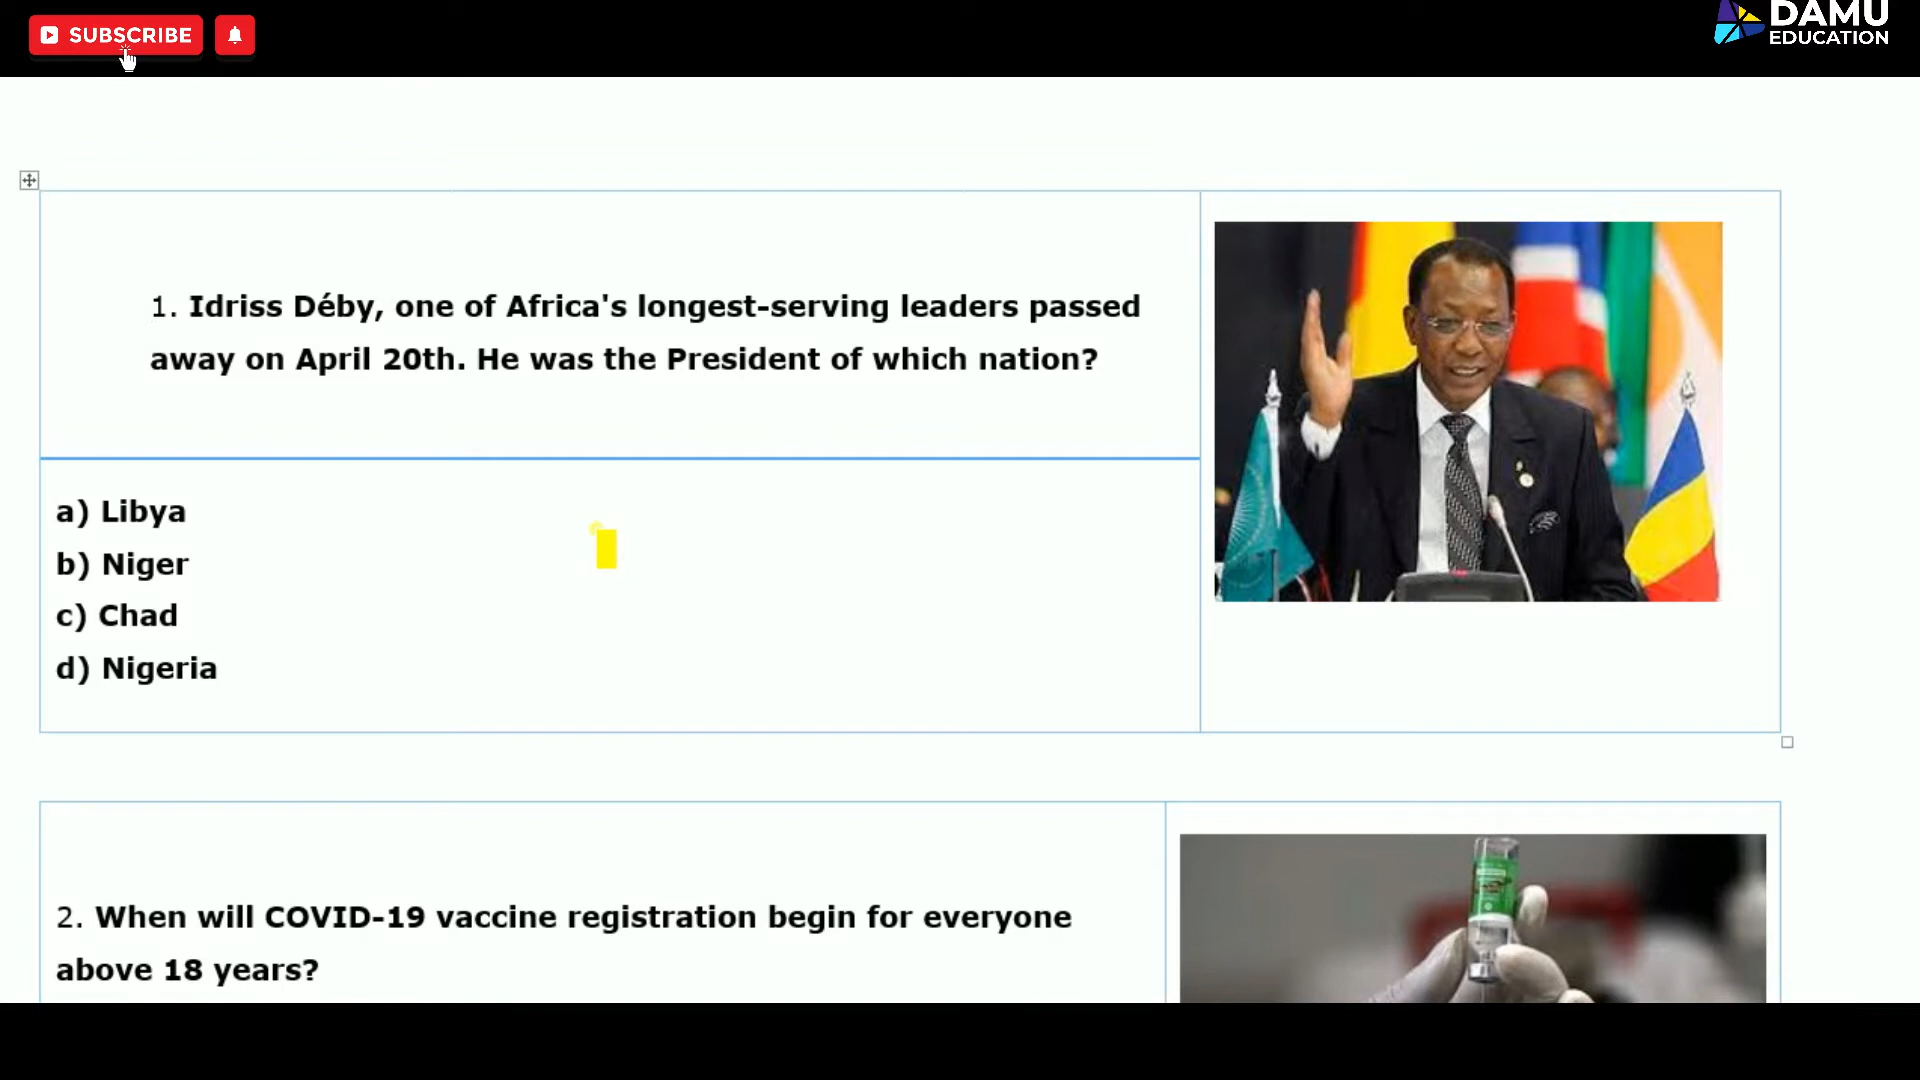 SUBSCRIBE
DAMU
EDUCATION
1. Idriss Déby, one of Africa's longest-serving leaders passed
away on April 20th. He was the President of which nation?
a) Libya
b) Niger
c) Chad
d) Nigeria
2. When will COVID-19 vaccine registration begin for everyone
above 18 years?